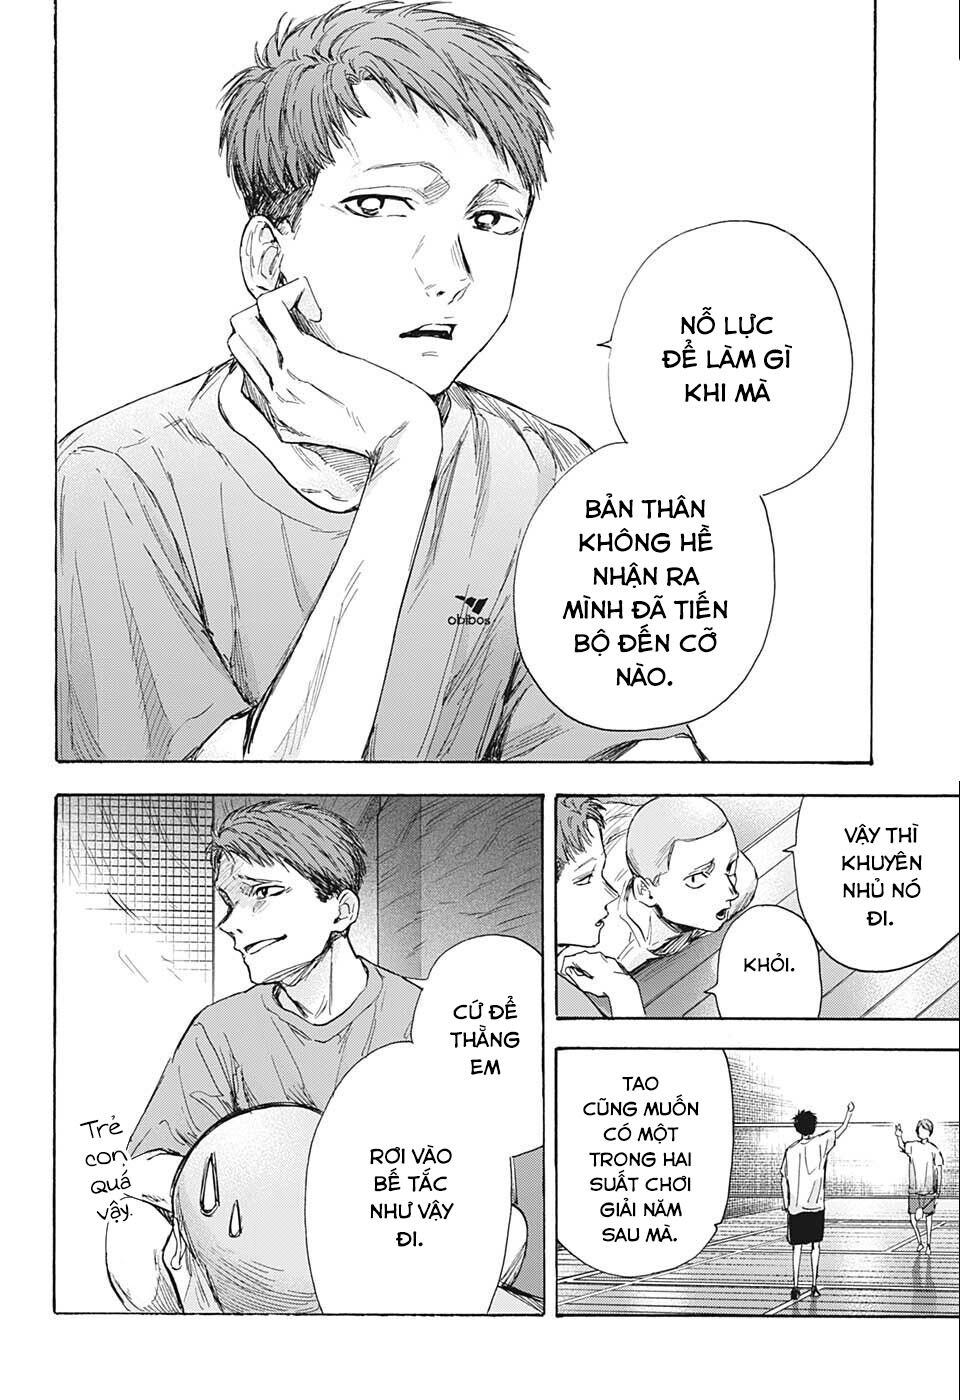 NỖ LỰC
ĐỂ LÀM GÌ
KHI MÀ
BẢN THÂN
KHÔNG HỀ
NHẬN RA
MÌNH ĐÃ TIẾN
BỘ ĐẾN CỠ
NÀO.
obibos
VẬY THÌ
KHUYÊN
NHỦ NÓ
ĐI.
KHỎI.
TAO
CŨNG MUỐN
CÓ MỘT
TRONG HAI
SUẤT CHƠI
GIẢI NĂM
SAU MÀ.
CỨ ĐỂ
THẰNG
EM
RƠI VÀO
BẾ TẮC
NHƯ VẬY
ĐI.
Trẻ
con
quá
vậy.